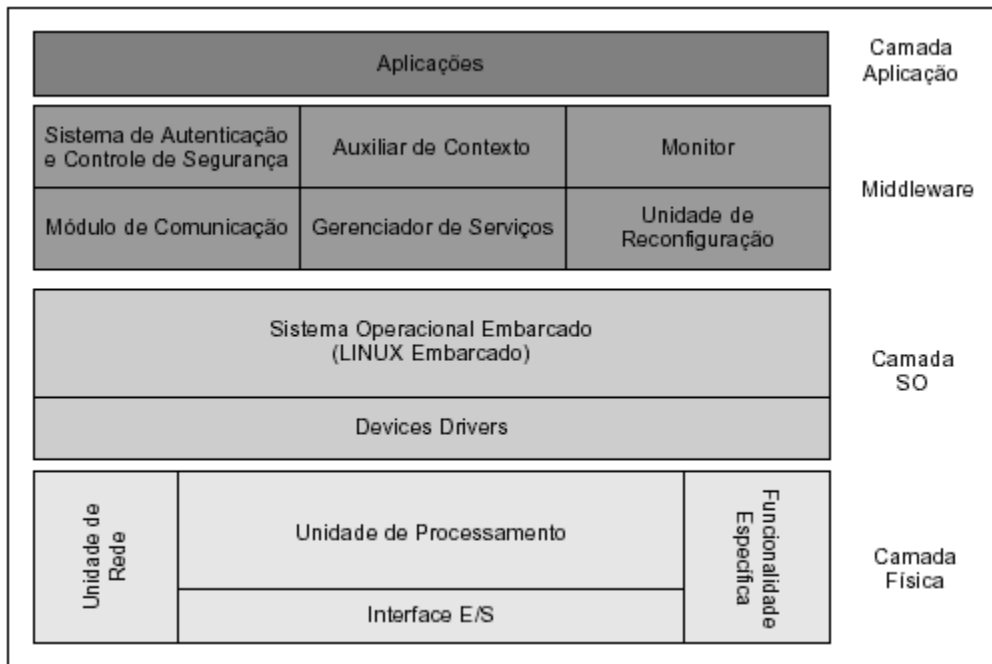 Aplicações
Camada
Aplicação
Sistema de Autenticação
e Controle de Segurança
Auxiliar de Contexto
Monitor
Módulo de Comunicação
Gerenciador de Serviços
Unidade de
Reconfiguração
Middleware
Sistema Operacional Embarcado
(LINUX Embarcado)
Devices Drivers
Camada
SO
Unidade de
Rede
Unidade de Processamento
Interface E/S
Funcionalidade
Específica
Camada
Física